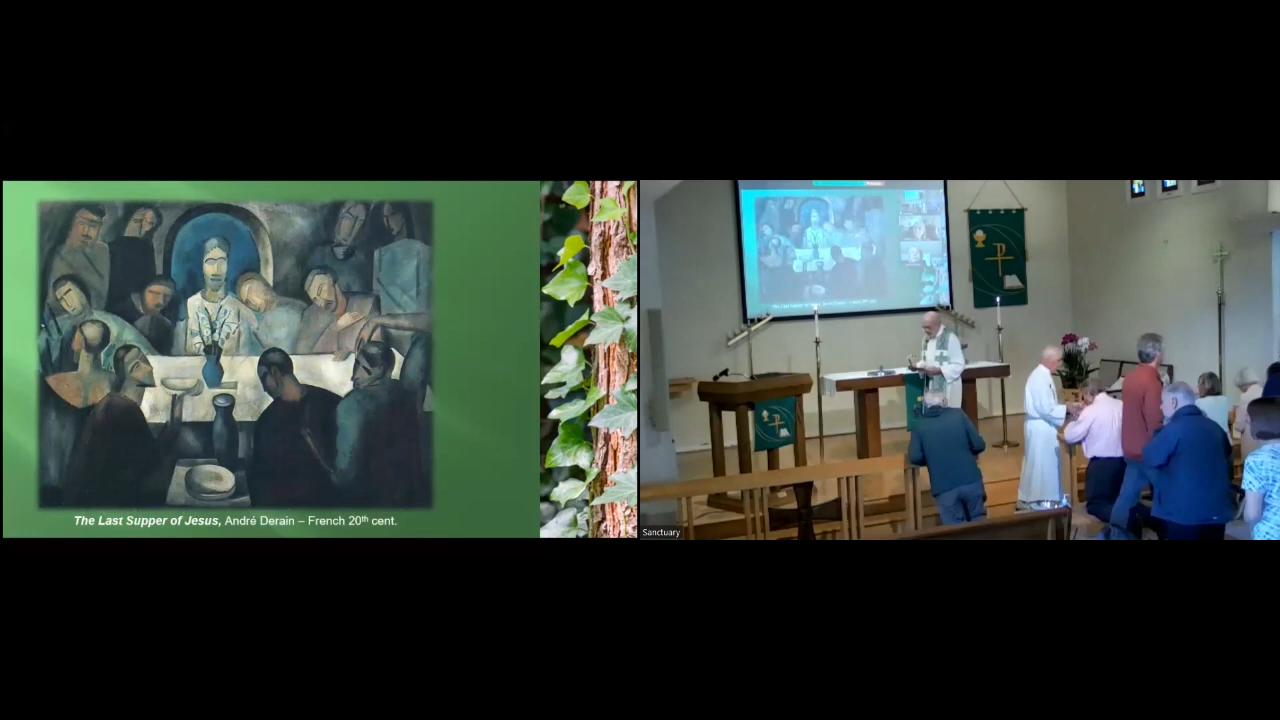 The Last Supper of Jesus, André Derain – French 20th cent.
Sanctuary